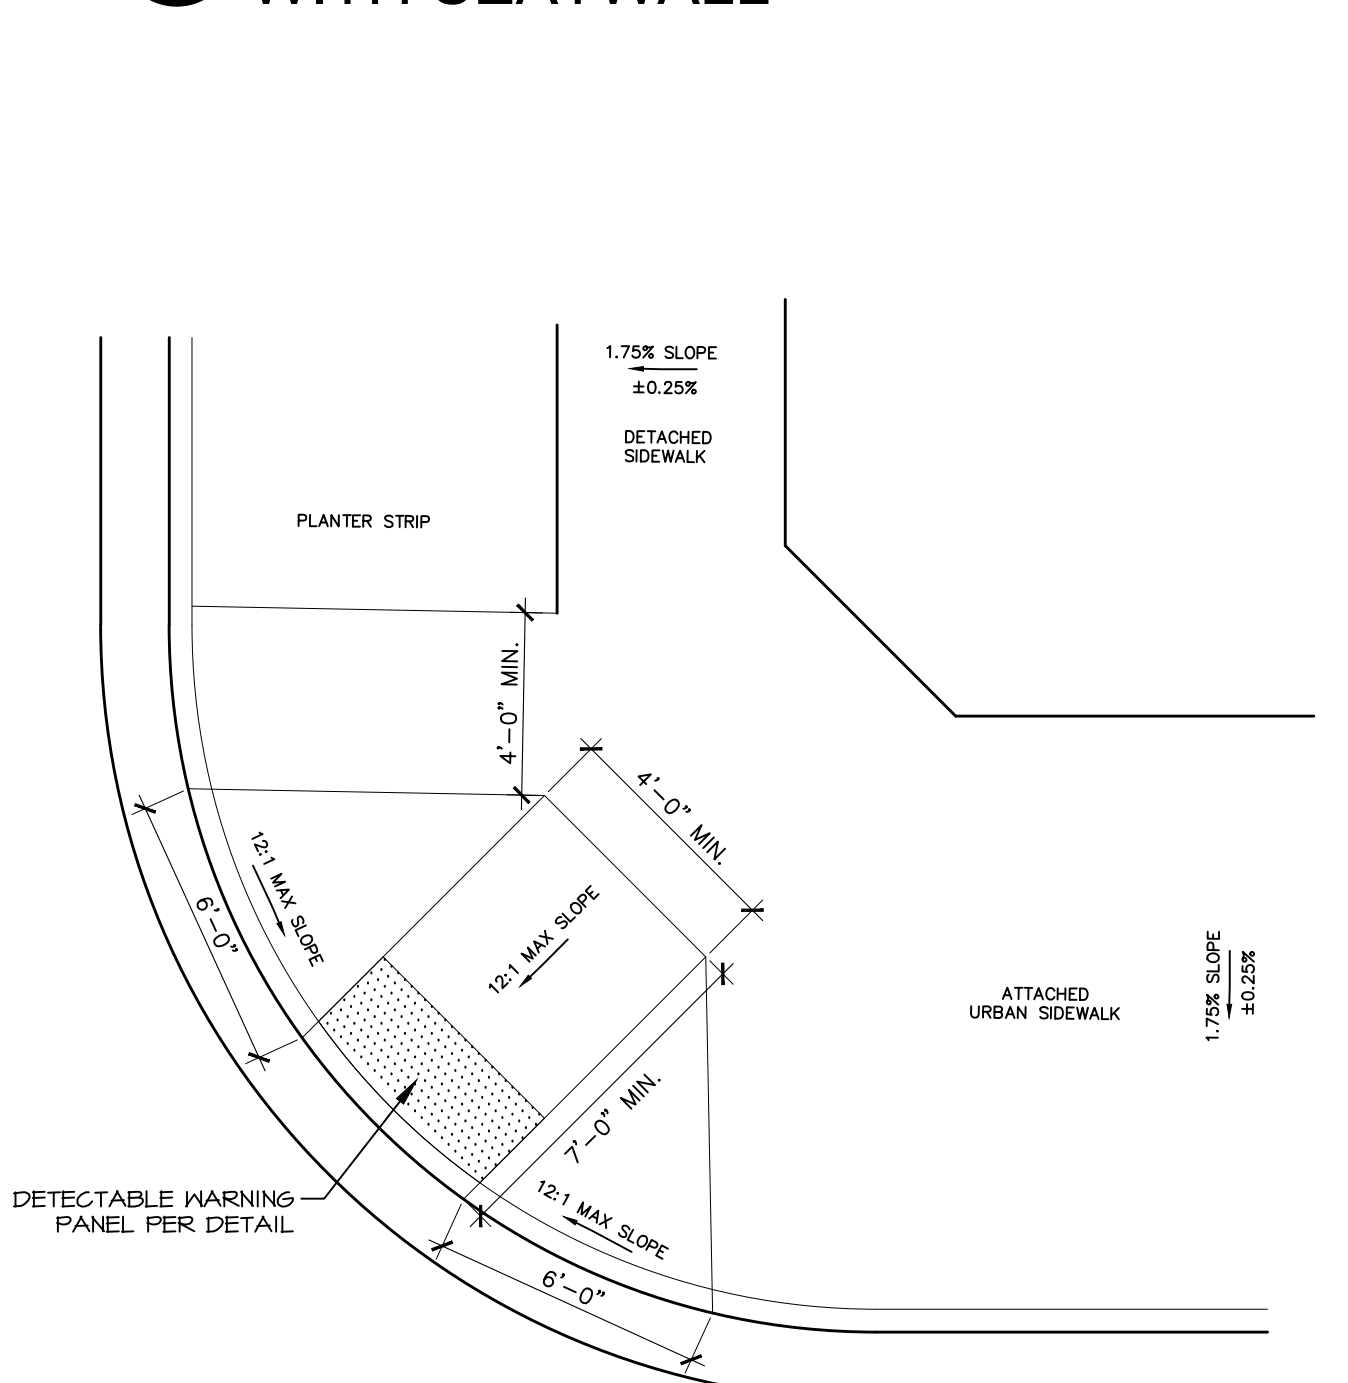 1.75% SLOPE
±0.25%
DETACHED
SIDEWALK
PLANTER STRIP
4'-0" MIN.
4'-0" MIN.
12:1 MAX SLOPE
6'-0"
12:1 MAX SLOPE
ATTACHED
URBAN SIDEWALK
1.75% SLOPE
±0.25%
7'-0" MIN.
DETECTABLE WARNING
PANEL PER DETAIL
12:1 MAX SLOPE
6'-0"